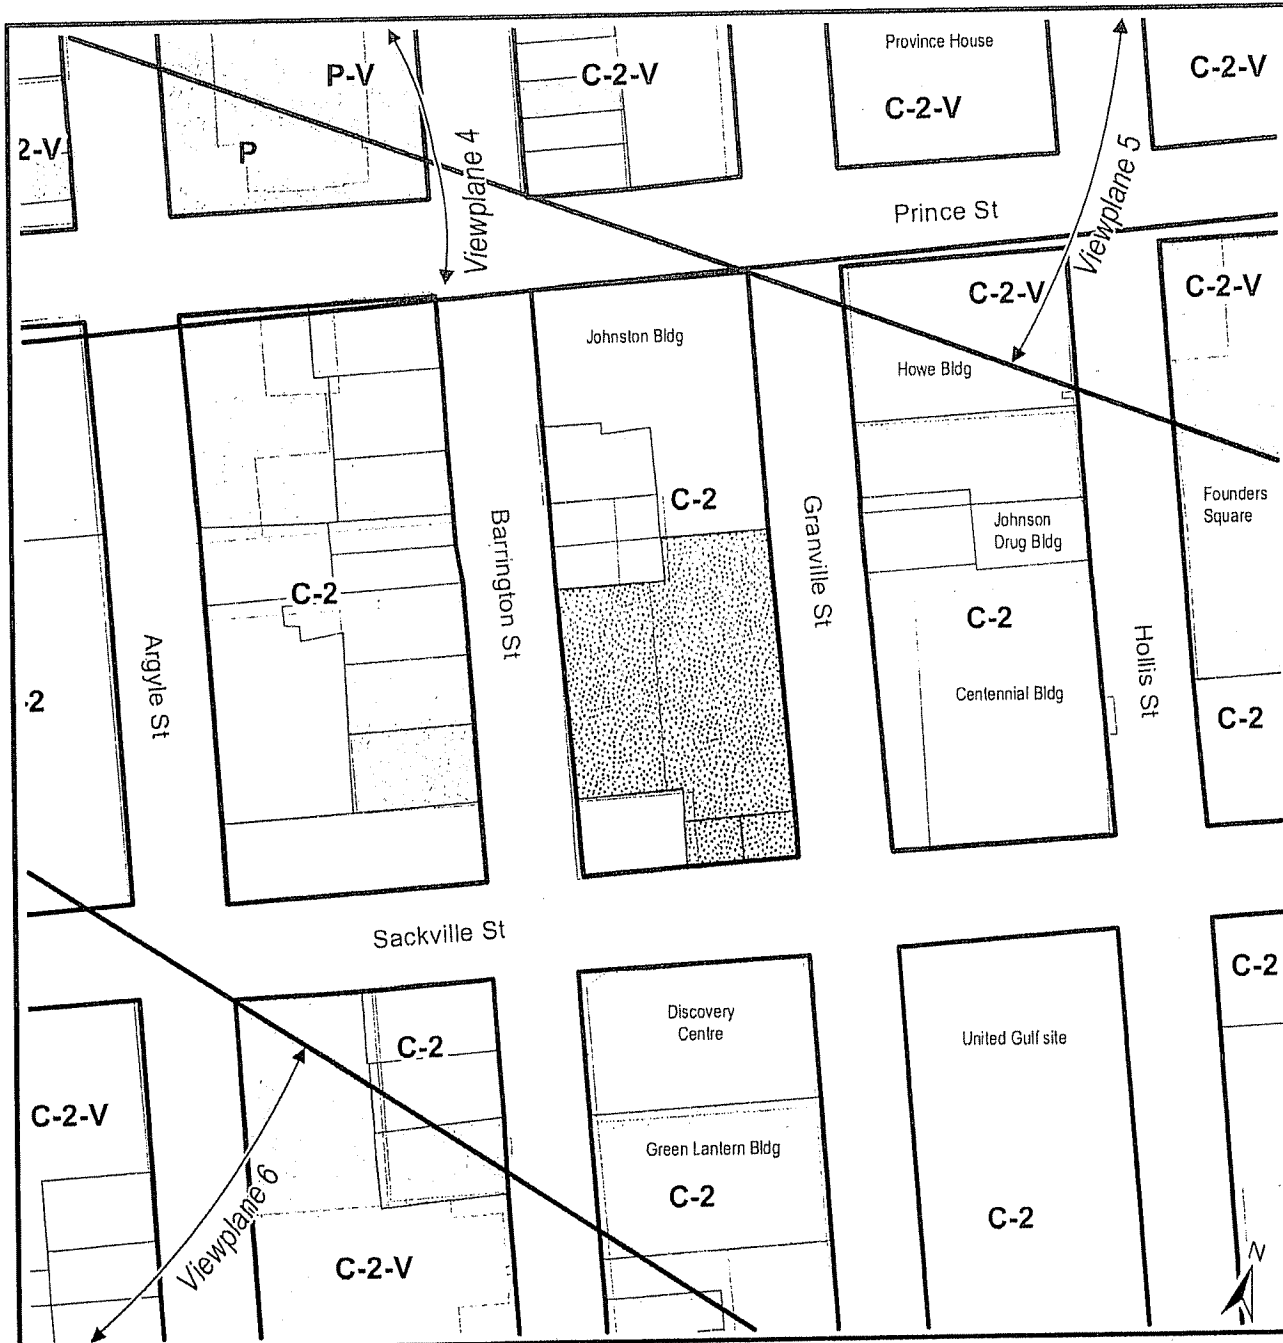 Province House
P-V
C-2-V
C-2-V
C-2-V
2-V
P
Viewplane 4
Viewplane 5
Prince St
C-2-V
C-2-V
Johnston Bldg
Howe Bldg
C-2
Founders
Square
Barrington St
Granville St
Johnson
Drug Bldg
C-2
C-2
Argyle St
Hollis St
-2
Centennial Bldg
C-2
Sackville St
C-2
Discovery
Centre
United Gulf site
C-2
C-2-V
Green Lantern Bldg
C-2
C-2
Viewplane 6
C-2-V
N